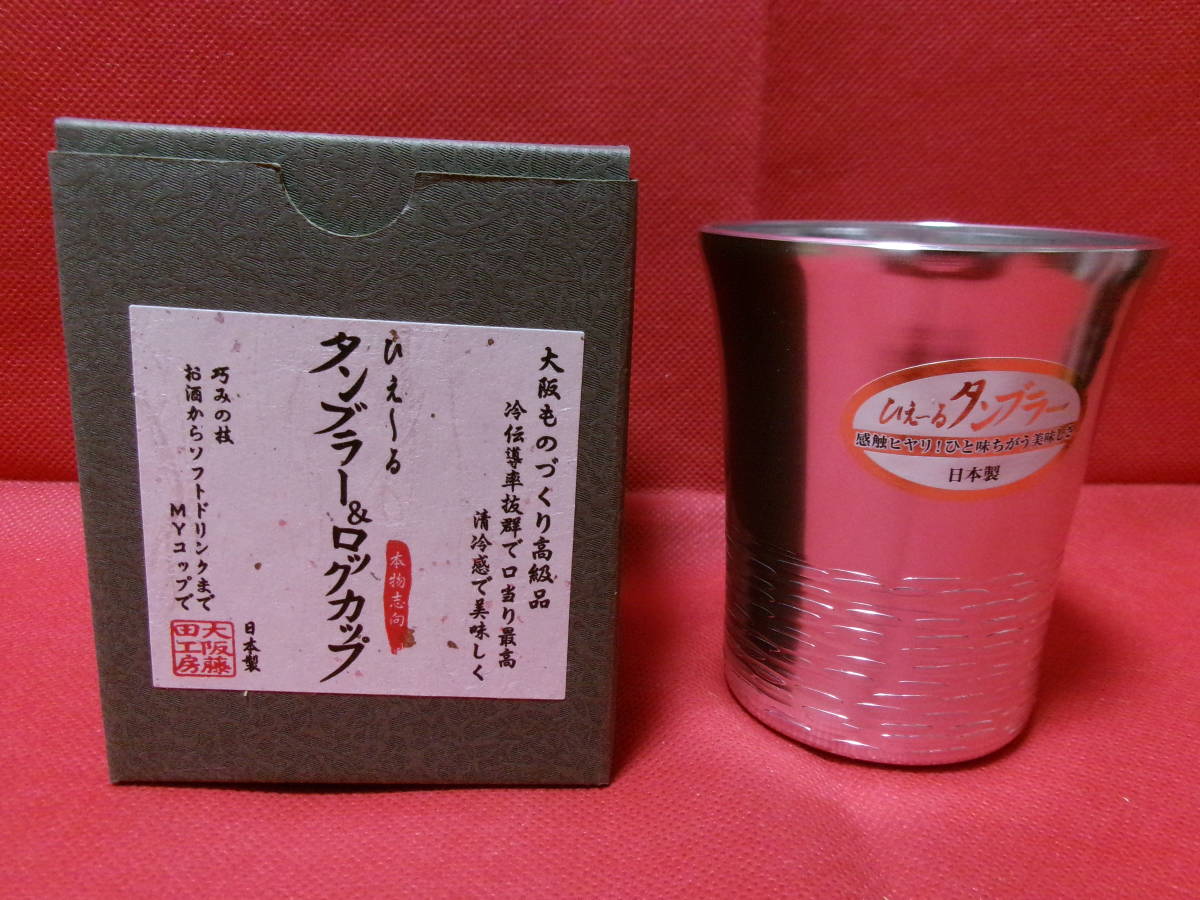 大阪ものづくり高級品
冷伝導率抜群で口当り最高
清冷感で美味しく
ひえ～る
タンブラー&ロックカップ
本物志向
巧みの技
お酒からソフトドリンクまで
MYコップで
日本製
大阪藤
田工房
ひえーるタンブラー
感触ヒヤリ!ひと味ちがう美味しさ
日本製